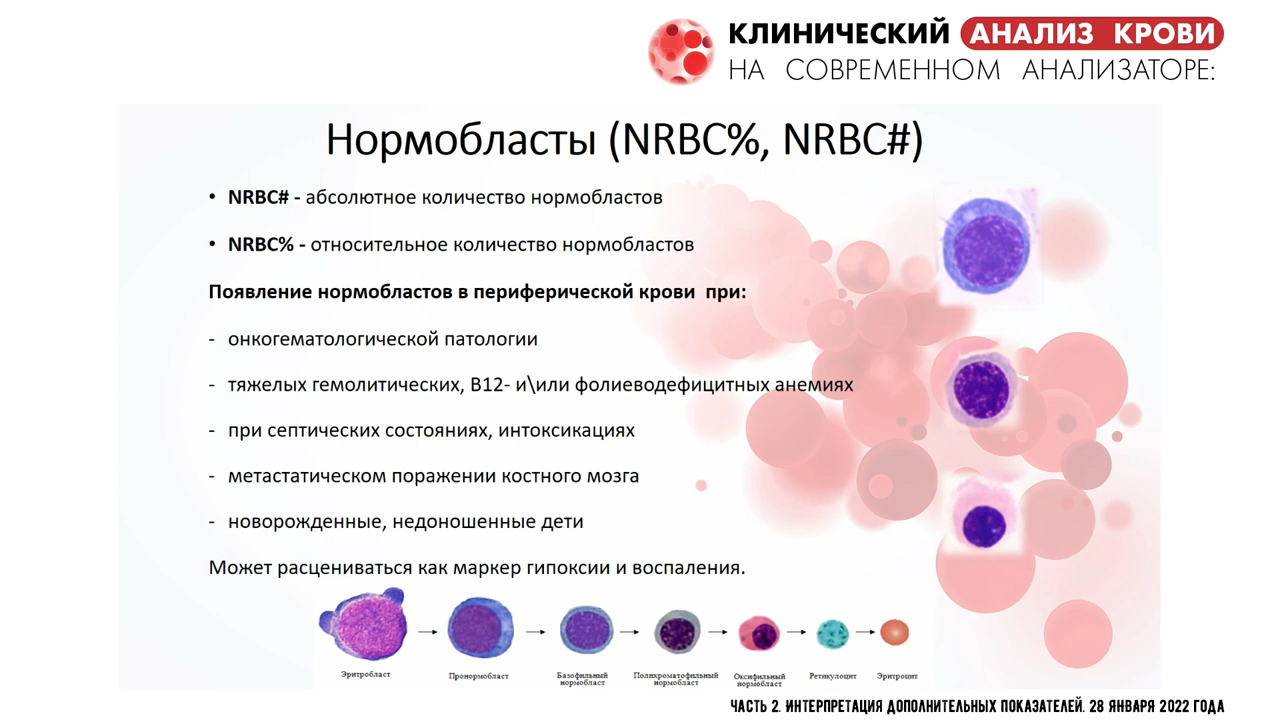 КЛИНИЧЕСКИЙ АНАЛИЗ КРОВИ
НА СОВРЕМЕННОМ АНАЛИЗАТОРЕ:
Нормобласты (NRBC%, NRBC#)
• NRBC# - абсолютное количество нормобластов
• NRBC% - относительное количество нормобластов
Появление нормобластов в периферической крови при:
- онкогематологической патологии
- тяжелых гемолитических, В12- и\или фолиеводефицитных анемиях
- при септических состояниях, интоксикациях
- метастатическом поражении костного мозга
- новорожденные, недоношенные дети
Может расцениваться как маркер гипоксии и воспаления.
Эритробласт
Пронормобласт
Базофильный
нормобласт
Полихроматофильный
нормобласт
Оксифильный
нормобласт
Ретикулоцит
Эритроцит
ЧАСТЬ 2. ИНТЕРПРЕТАЦИЯ ДОПОЛНИТЕЛЬНЫХ ПОКАЗАТЕЛЕЙ. 28 ЯНВАРЯ 2022 ГОДА